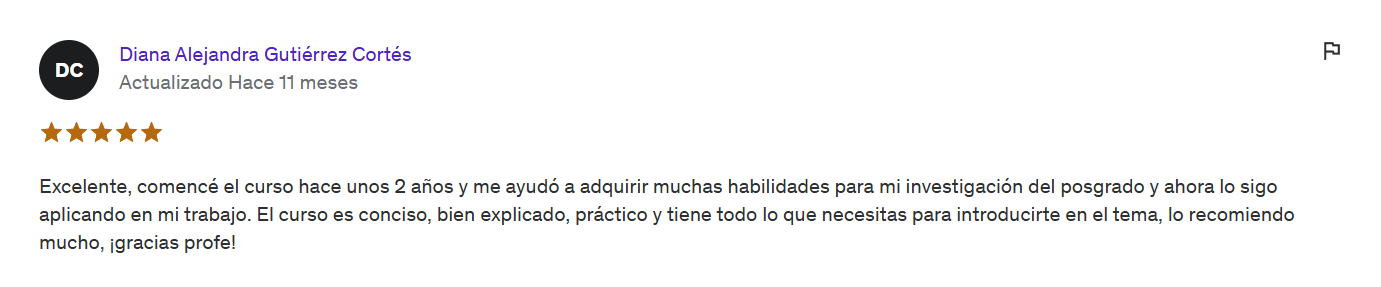 DC
Diana Alejandra Gutiérrez Cortés
Actualizado Hace 11 meses
Excelente, comencé el curso hace unos 2 años y me ayudó a adquirir muchas habilidades para mi investigación del posgrado y ahora lo sigo
aplicando en mi trabajo. El curso es conciso, bien explicado, práctico y tiene todo lo que necesitas para introducirte en el tema, lo recomiendo
mucho, ¡gracias profe!